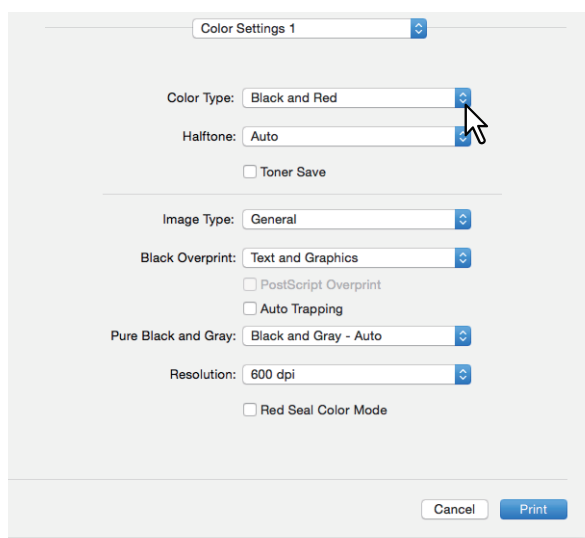 Color Settings 1
Color Type: Black and Red
Halftone: Auto
Toner Save
Image Type: General
Black Overprint: Text and Graphics
PostScript Overprint
Auto Trapping
Pure Black and Gray: Black and Gray - Auto
Resolution: 600 dpi
Red Seal Color Mode
Cancel Print